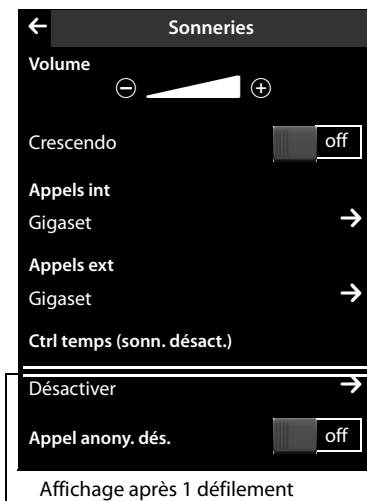 Sonneries
Volume
Crescendo off
Appels int
Gigaset
Appels ext
Gigaset
Ctrl temps (sonn. désact.)
Désactiver
Appel anony. dés. off
Affichage après 1 défilement